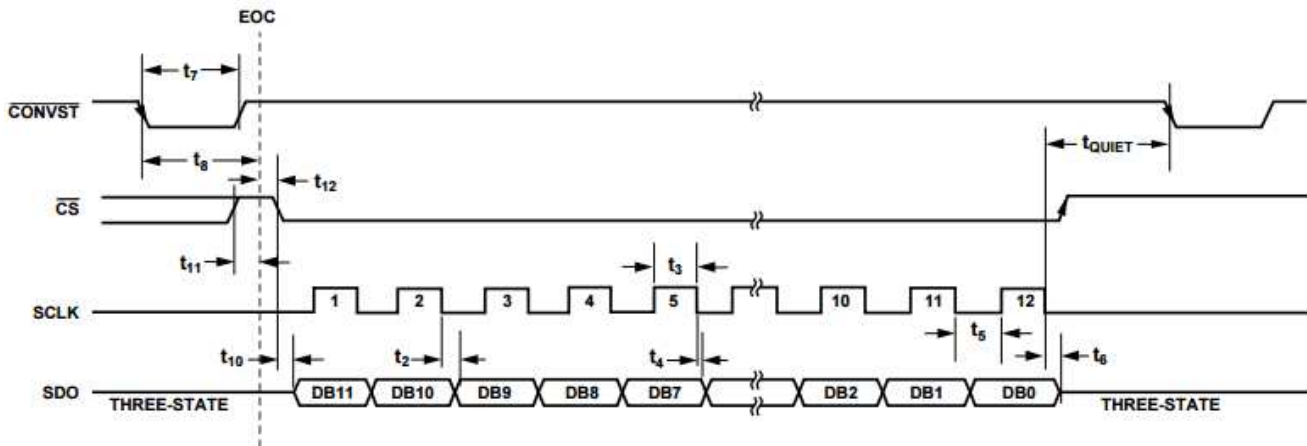 EOC
t7
CONVST
t8
tQUIET
t12
CS
t11
t3
1 2 3 4 5 10 11 12
SCLK
t5
t10 t2 t4 t6
SDO
DB11 DB10 DB9 DB8 DB7 DB2 DB1 DB0
THREE-STATE THREE-STATE